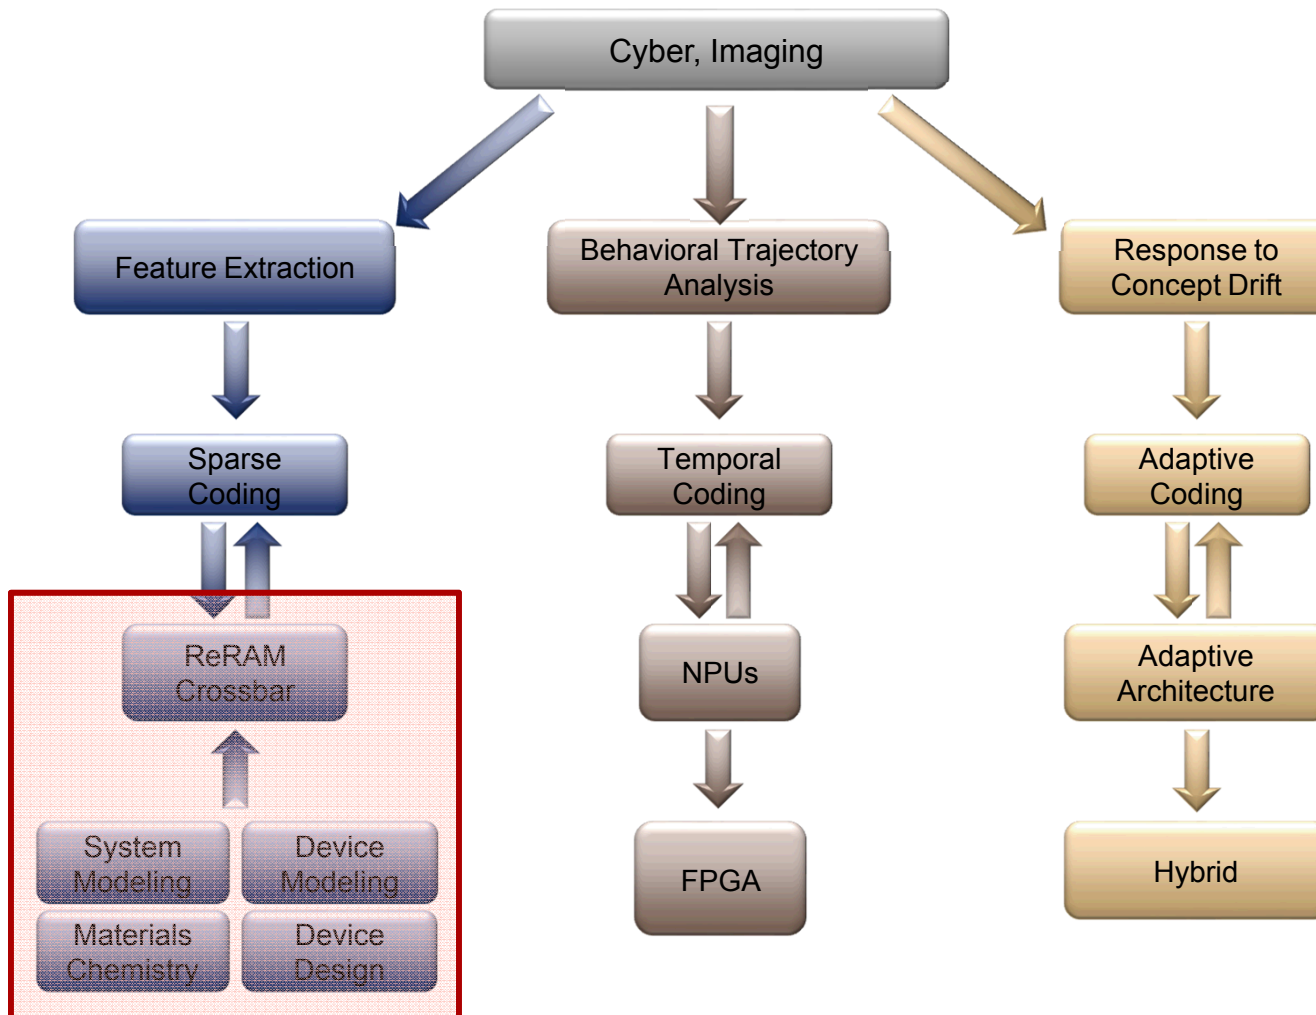 Cyber, Imaging
Feature Extraction
Behavioral Trajectory
Analysis
Response to
Concept Drift
Sparse
Coding
Temporal
Coding
Adaptive
Coding
ReRAM
Crossbar
NPUs
Adaptive
Architecture
System
Modeling
Device
Modeling
Materials
Chemistry
Device
Design
FPGA
Hybrid